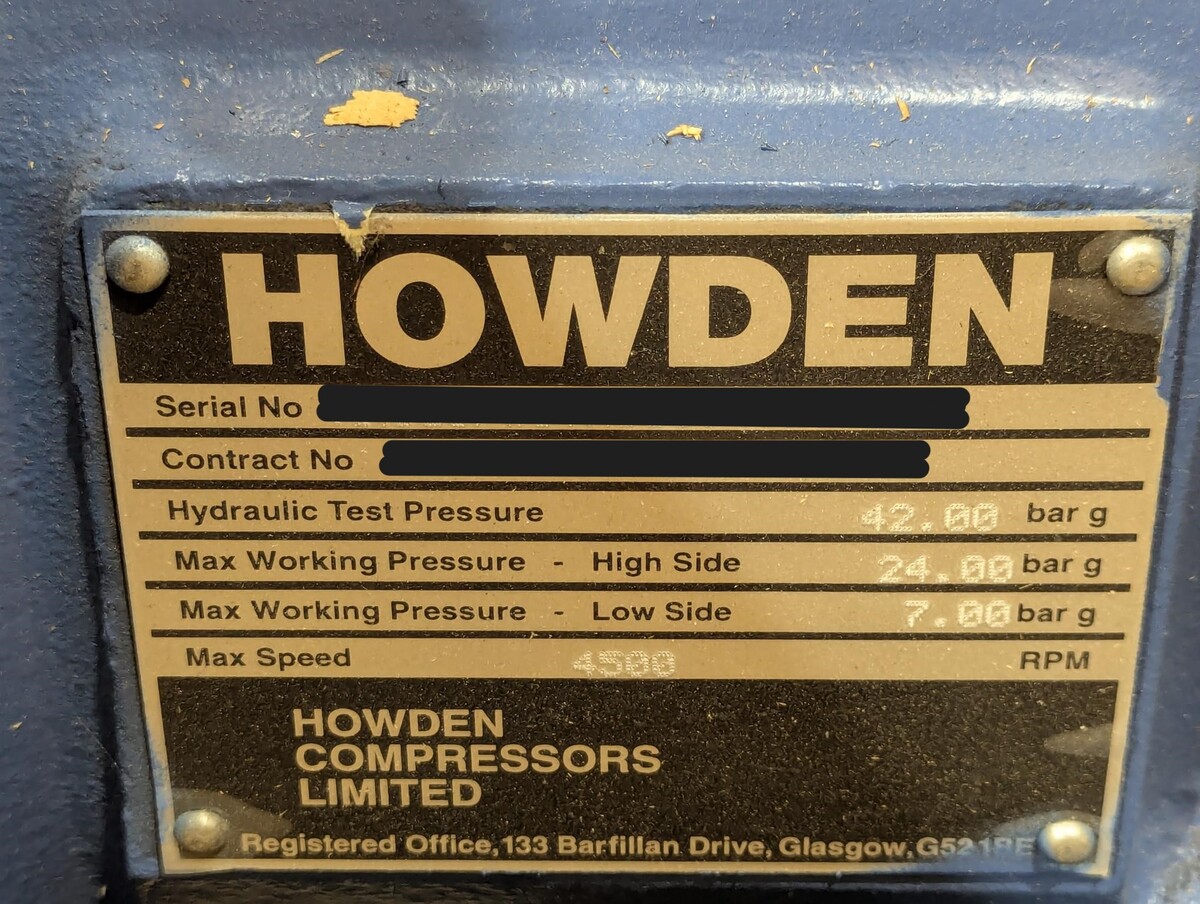 HOWDEN
Serial No
Contract No
Hydraulic Test Pressure 42.00 bar g
Max Working Pressure - High Side 24.00 bar g
Max Working Pressure - Low Side 7.00 bar g
Max Speed 4500 RPM
HOWDEN
COMPRESSORS
LIMITED
Registered Office, 133 Barfillan Drive, Glasgow, G52 1BE